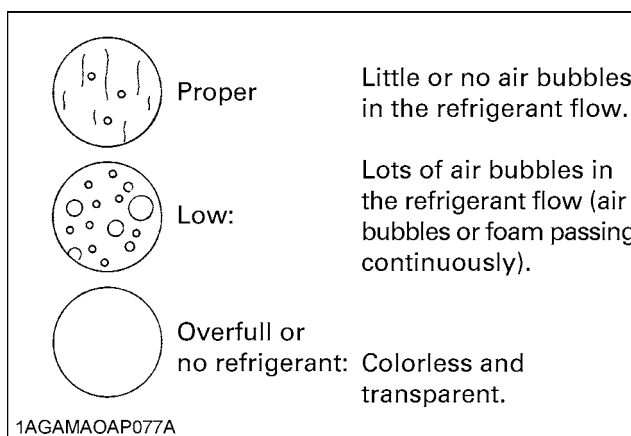 Proper
Little or no air bubbles
in the refrigerant flow.
Low:
Lots of air bubbles in
the refrigerant flow (air
bubbles or foam passing
continuously).
Overfull or
no refrigerant: Colorless and
transparent.
1AGAMAOAP077A